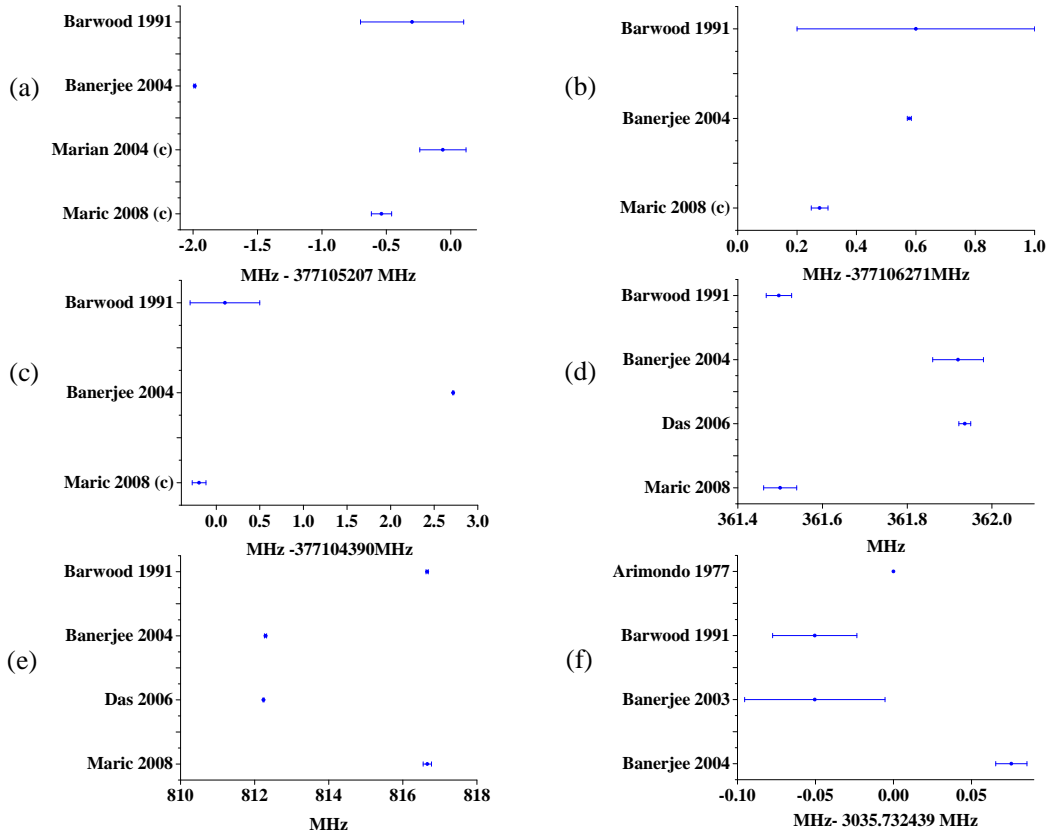 (a)
Barwood 1991
Banerjee 2004
Marian 2004 (c)
Maric 2008 (c)
-2.0 -1.5 -1.0 -0.5 0.0
MHz - 377105207 MHz
(b)
Barwood 1991
Banerjee 2004
Maric 2008 (c)
0.0 0.2 0.4 0.6 0.8 1.0
MHz -377106271MHz
(c)
Barwood 1991
Banerjee 2004
Maric 2008 (c)
0.0 0.5 1.0 1.5 2.0 2.5 3.0
MHz -377104390MHz
(d)
Barwood 1991
Banerjee 2004
Das 2006
Maric 2008
361.4 361.6 361.8 362.0
MHz
(e)
Barwood 1991
Banerjee 2004
Das 2006
Maric 2008
810 812 814 816 818
MHz
(f)
Arimondo 1977
Barwood 1991
Banerjee 2003
Banerjee 2004
-0.10 -0.05 0.00 0.05
MHz- 3035.732439 MHz